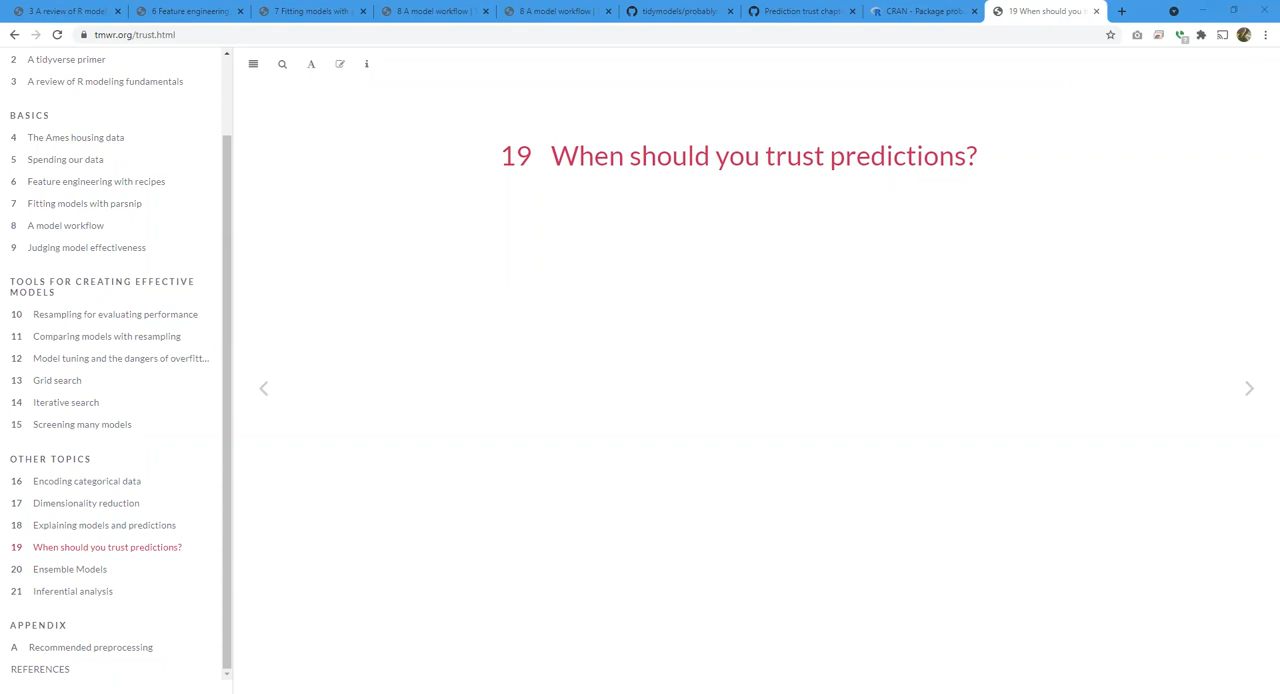 3 A review of R model
6 Feature engineering
7 Fitting models with
8 A model workflow |
8 A model workflow |
tidymodels/probably:
Prediction trust chapt
CRAN - Package prob
19 When should you t
tmwr.org/trust.html
2 A tidyverse primer
3 A review of R modeling fundamentals
BASICS
4 The Ames housing data
5 Spending our data
6 Feature engineering with recipes
7 Fitting models with parsnip
8 A model workflow
9 Judging model effectiveness
TOOLS FOR CREATING EFFECTIVE
MODELS
10 Resampling for evaluating performance
11 Comparing models with resampling
12 Model tuning and the dangers of overfitt...
13 Grid search
14 Iterative search
15 Screening many models
OTHER TOPICS
16 Encoding categorical data
17 Dimensionality reduction
18 Explaining models and predictions
19 When should you trust predictions?
20 Ensemble Models
21 Inferential analysis
APPENDIX
A Recommended preprocessing
REFERENCES
19 When should you trust predictions?